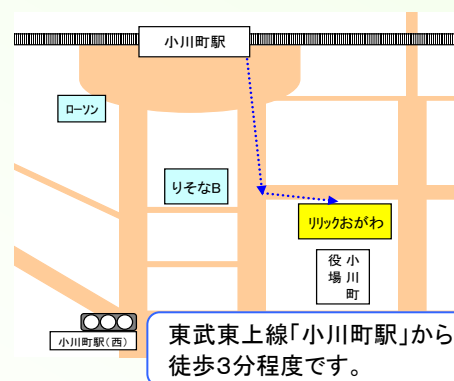 小川町駅
ローソン
りそなB
リリックおがわ
小川町
役場
小川町駅(西)
東武東上線「小川町駅」から
徒歩3分程度です。